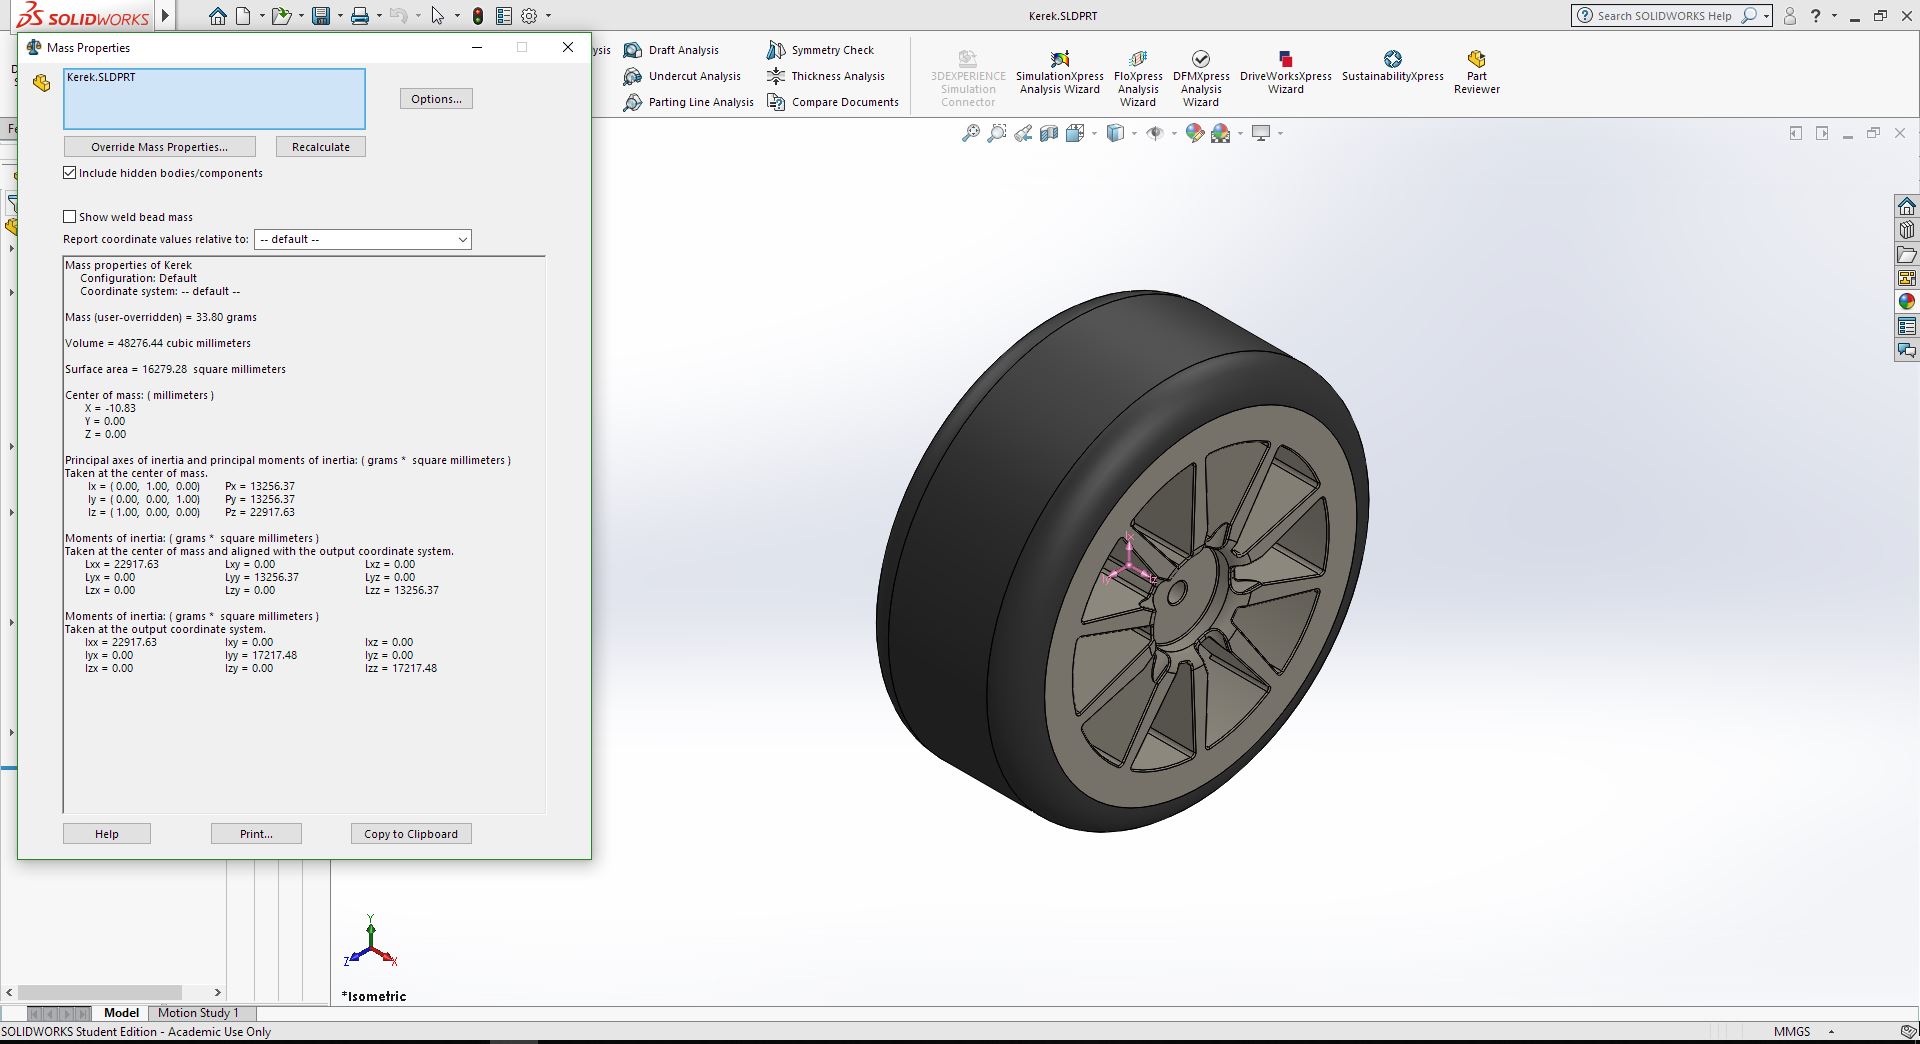 SOLIDWORKS
Kerek.SLDPRT
Search SOLIDWORKS Help
Mass Properties
Kerek.SLDPRT
Options...
Override Mass Properties...
Recalculate
Include hidden bodies/components
Show weld bead mass
Report coordinate values relative to: -- default --
Mass properties of Kerek
Configuration: Default
Coordinate system: -- default --
Mass (user-overridden) = 33.80 grams
Volume = 48276.44 cubic millimeters
Surface area = 16279.28 square millimeters
Center of mass: ( millimeters )
X = -10.83
Y = 0.00
Z = 0.00
Principal axes of inertia and principal moments of inertia: ( grams * square millimeters )
Taken at the center of mass.
Ix = ( 0.00, 1.00, 0.00) Px = 13256.37
Iy = ( 0.00, 0.00, 1.00) Py = 13256.37
Iz = ( 1.00, 0.00, 0.00) Pz = 22917.63
Moments of inertia: ( grams * square millimeters )
Taken at the center of mass and aligned with the output coordinate system.
Lxx = 22917.63 Lxy = 0.00 Lxz = 0.00
Lyx = 0.00 Lyy = 13256.37 Lyz = 0.00
Lzx = 0.00 Lzy = 0.00 Lzz = 13256.37
Moments of inertia: ( grams * square millimeters )
Taken at the output coordinate system.
Ixx = 22917.63 Ixy = 0.00 Ixz = 0.00
Iyx = 0.00 Iyy = 17217.48 Iyz = 0.00
Izx = 0.00 Izy = 0.00 Izz = 17217.48
Help
Print...
Copy to Clipboard
Draft Analysis
Undercut Analysis
Parting Line Analysis
Symmetry Check
Thickness Analysis
Compare Documents
3DEXPERIENCE
Simulation
Connector
SimulationXpress
Analysis Wizard
FloXpress
Analysis
Wizard
DFMXpress
Analysis
Wizard
DriveWorksXpress
Wizard
SustainabilityXpress
Part
Reviewer
Ix
Iy
Iz
Y
Z
X
*Isometric
Model
Motion Study 1
SOLIDWORKS Student Edition - Academic Use Only
MMGS